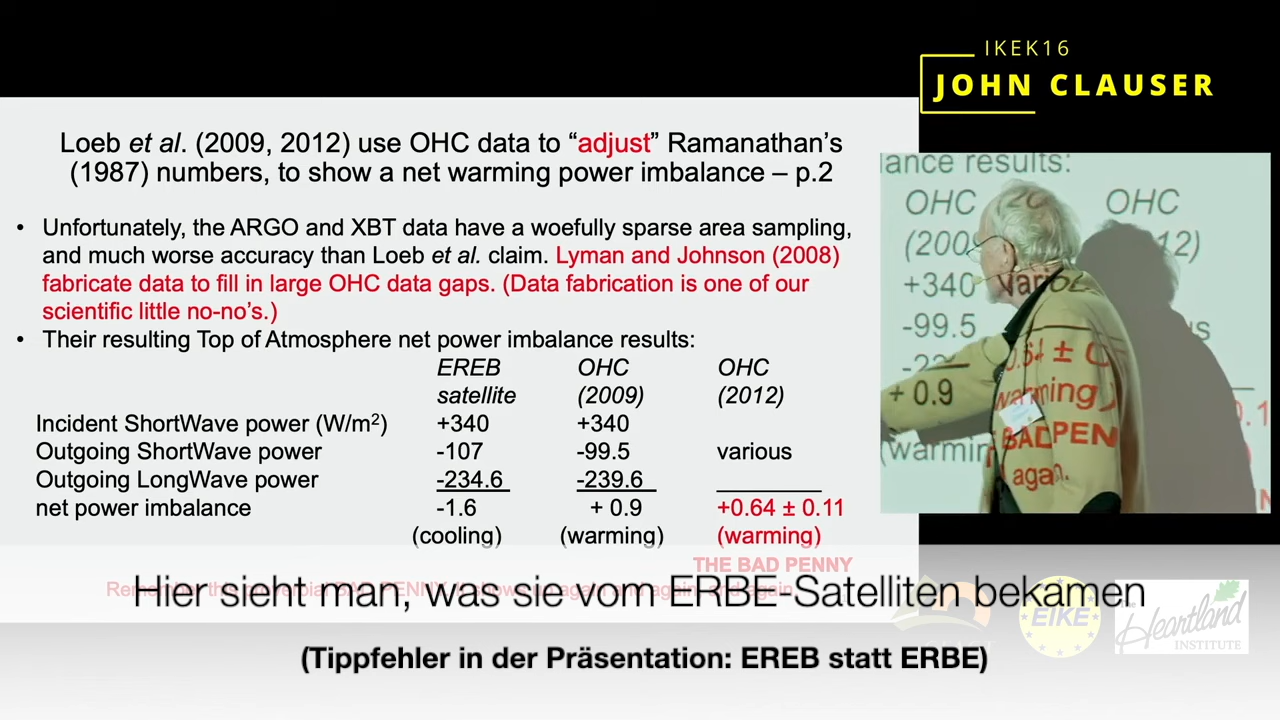 IKEK16
JOHN CLAUSER
Loeb et al. (2009, 2012) use OHC data to “adjust” Ramanathan’s
(1987) numbers, to show a net warming power imbalance – p.2
• Unfortunately, the ARGO and XBT data have a woefully sparse area sampling,
and much worse accuracy than Loeb et al. claim. Lyman and Johnson (2008)
fabricate data to fill in large OHC data gaps. (Data fabrication is one of our
scientific little no-no’s.)
• Their resulting Top of Atmosphere net power imbalance results:
EREB OHC OHC
satellite (2009) (2012)
Incident ShortWave power (W/m²) +340 +340
Outgoing ShortWave power -107 -99.5 various
Outgoing LongWave power -234.6 -239.6
net power imbalance -1.6 + 0.9 +0.64 ± 0.11
(cooling) (warming) (warming)
THE BAD PENNY
lance results:
OHC OHC
+340
-99.5
+ 0.9
again.
Hier sieht man, was sie vom ERBE-Satelliten bekamen
(Tippfehler in der Präsentation: EREB statt ERBE)
EIKE
Heartland
INSTITUTE